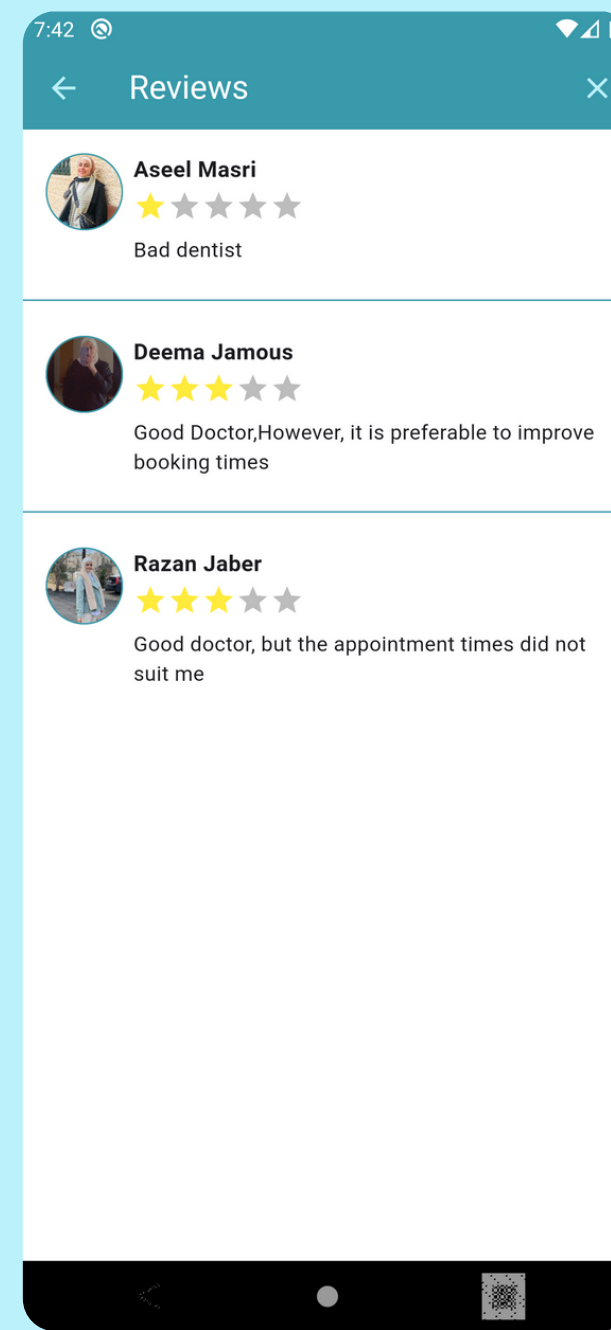 7:42
Reviews
Aseel Masri
Bad dentist
Deema Jamous
Good Doctor,However, it is preferable to improve
booking times
Razan Jaber
Good doctor, but the appointment times did not
suit me